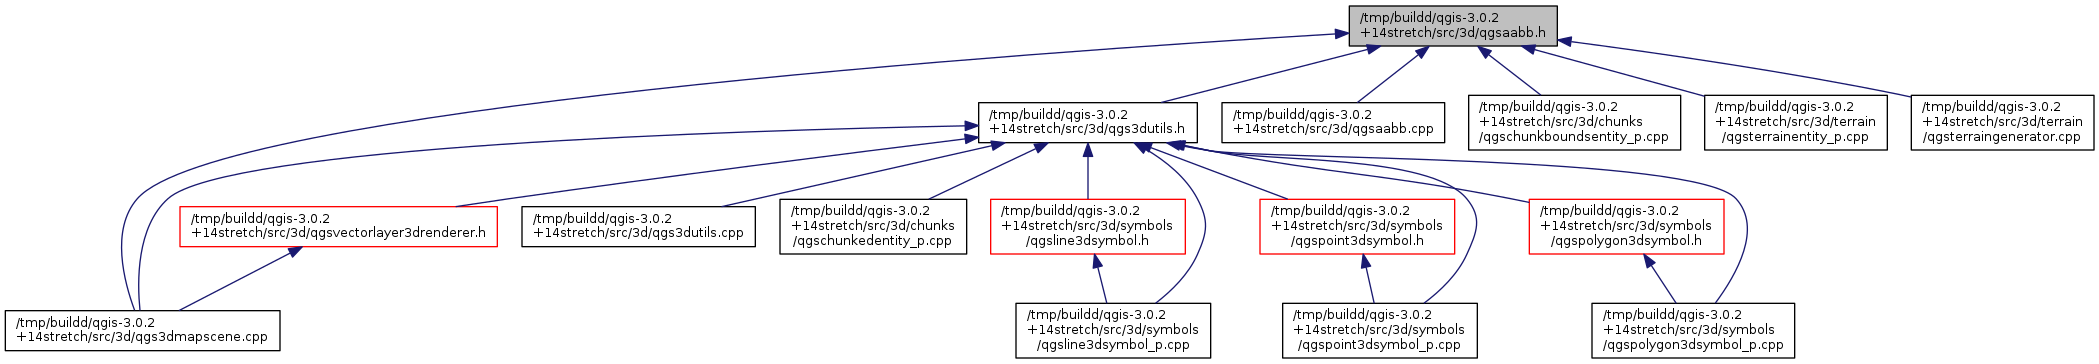 /tmp/buildd/qgis-3.0.2
+14stretch/src/3d/qgsaabb.h
/tmp/buildd/qgis-3.0.2
+14stretch/src/3d/qgs3dutils.h
/tmp/buildd/qgis-3.0.2
+14stretch/src/3d/qgsaabb.cpp
/tmp/buildd/qgis-3.0.2
+14stretch/src/3d/chunks
/qgschunkboundsentity_p.cpp
/tmp/buildd/qgis-3.0.2
+14stretch/src/3d/terrain
/qgsterrainentity_p.cpp
/tmp/buildd/qgis-3.0.2
+14stretch/src/3d/terrain
/qgsterraingenerator.cpp
/tmp/buildd/qgis-3.0.2
+14stretch/src/3d/qgsvectorlayer3drenderer.h
/tmp/buildd/qgis-3.0.2
+14stretch/src/3d/qgs3dutils.cpp
/tmp/buildd/qgis-3.0.2
+14stretch/src/3d/chunks
/qgschunkedentity_p.cpp
/tmp/buildd/qgis-3.0.2
+14stretch/src/3d/symbols
/qgsline3dsymbol.h
/tmp/buildd/qgis-3.0.2
+14stretch/src/3d/symbols
/qgspoint3dsymbol.h
/tmp/buildd/qgis-3.0.2
+14stretch/src/3d/symbols
/qgspolygon3dsymbol.h
/tmp/buildd/qgis-3.0.2
+14stretch/src/3d/qgs3dmapscene.cpp
/tmp/buildd/qgis-3.0.2
+14stretch/src/3d/symbols
/qgsline3dsymbol_p.cpp
/tmp/buildd/qgis-3.0.2
+14stretch/src/3d/symbols
/qgspoint3dsymbol_p.cpp
/tmp/buildd/qgis-3.0.2
+14stretch/src/3d/symbols
/qgspolygon3dsymbol_p.cpp